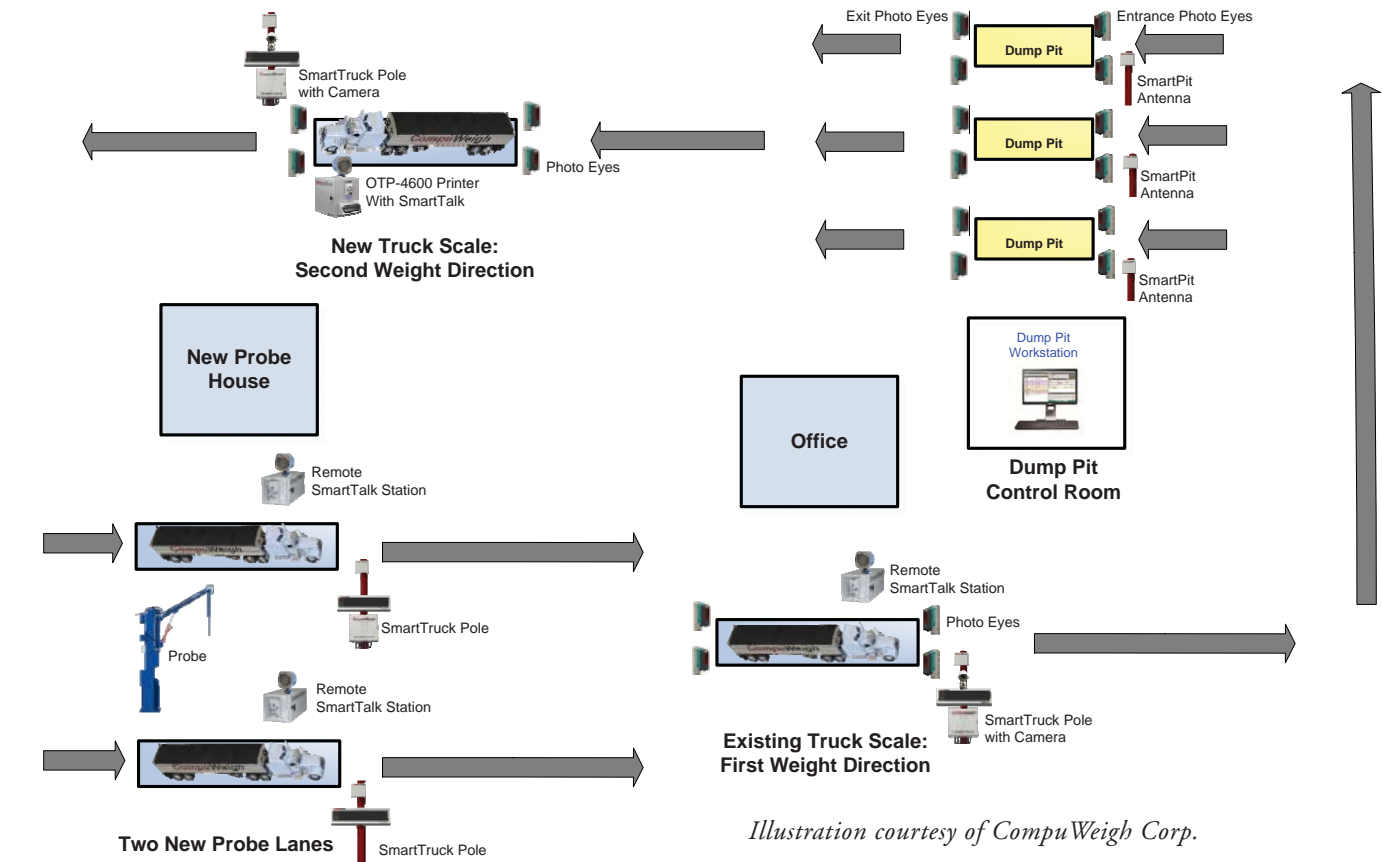 Exit Photo Eyes
Entrance Photo Eyes
Dump Pit
SmartPit
Antenna
SmartTruck Pole
with Camera
CompuWeigh
Photo Eyes
OTP-4600 Printer
With SmartTalk
New Truck Scale:
Second Weight Direction
Dump Pit
SmartPit
Antenna
Dump Pit
SmartPit
Antenna
New Probe
House
Office
Dump Pit
Workstation
Dump Pit
Control Room
Remote
SmartTalk Station
CompuWeigh
SmartTruck Pole
Probe
Remote
SmartTalk Station
CompuWeigh
Two New Probe Lanes
SmartTruck Pole
Remote
SmartTalk Station
Photo Eyes
CompuWeigh
SmartTruck Pole
with Camera
Existing Truck Scale:
First Weight Direction
Illustration courtesy of CompuWeigh Corp.